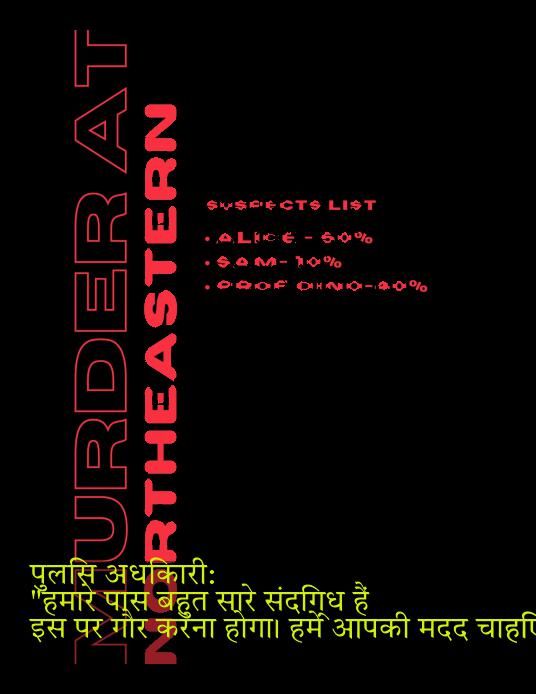 MURDER AT
NORTHEASTERN
SUSPECTS LIST
• ALICE - 50%
• SAM- 10%
• PROF DINO-40%
पुलिस अधिकारी:
"हमारे पास बहुत सारे संदिग्ध हैं
इस पर गौर करना होगा। हमें आपकी मदद चाहिए